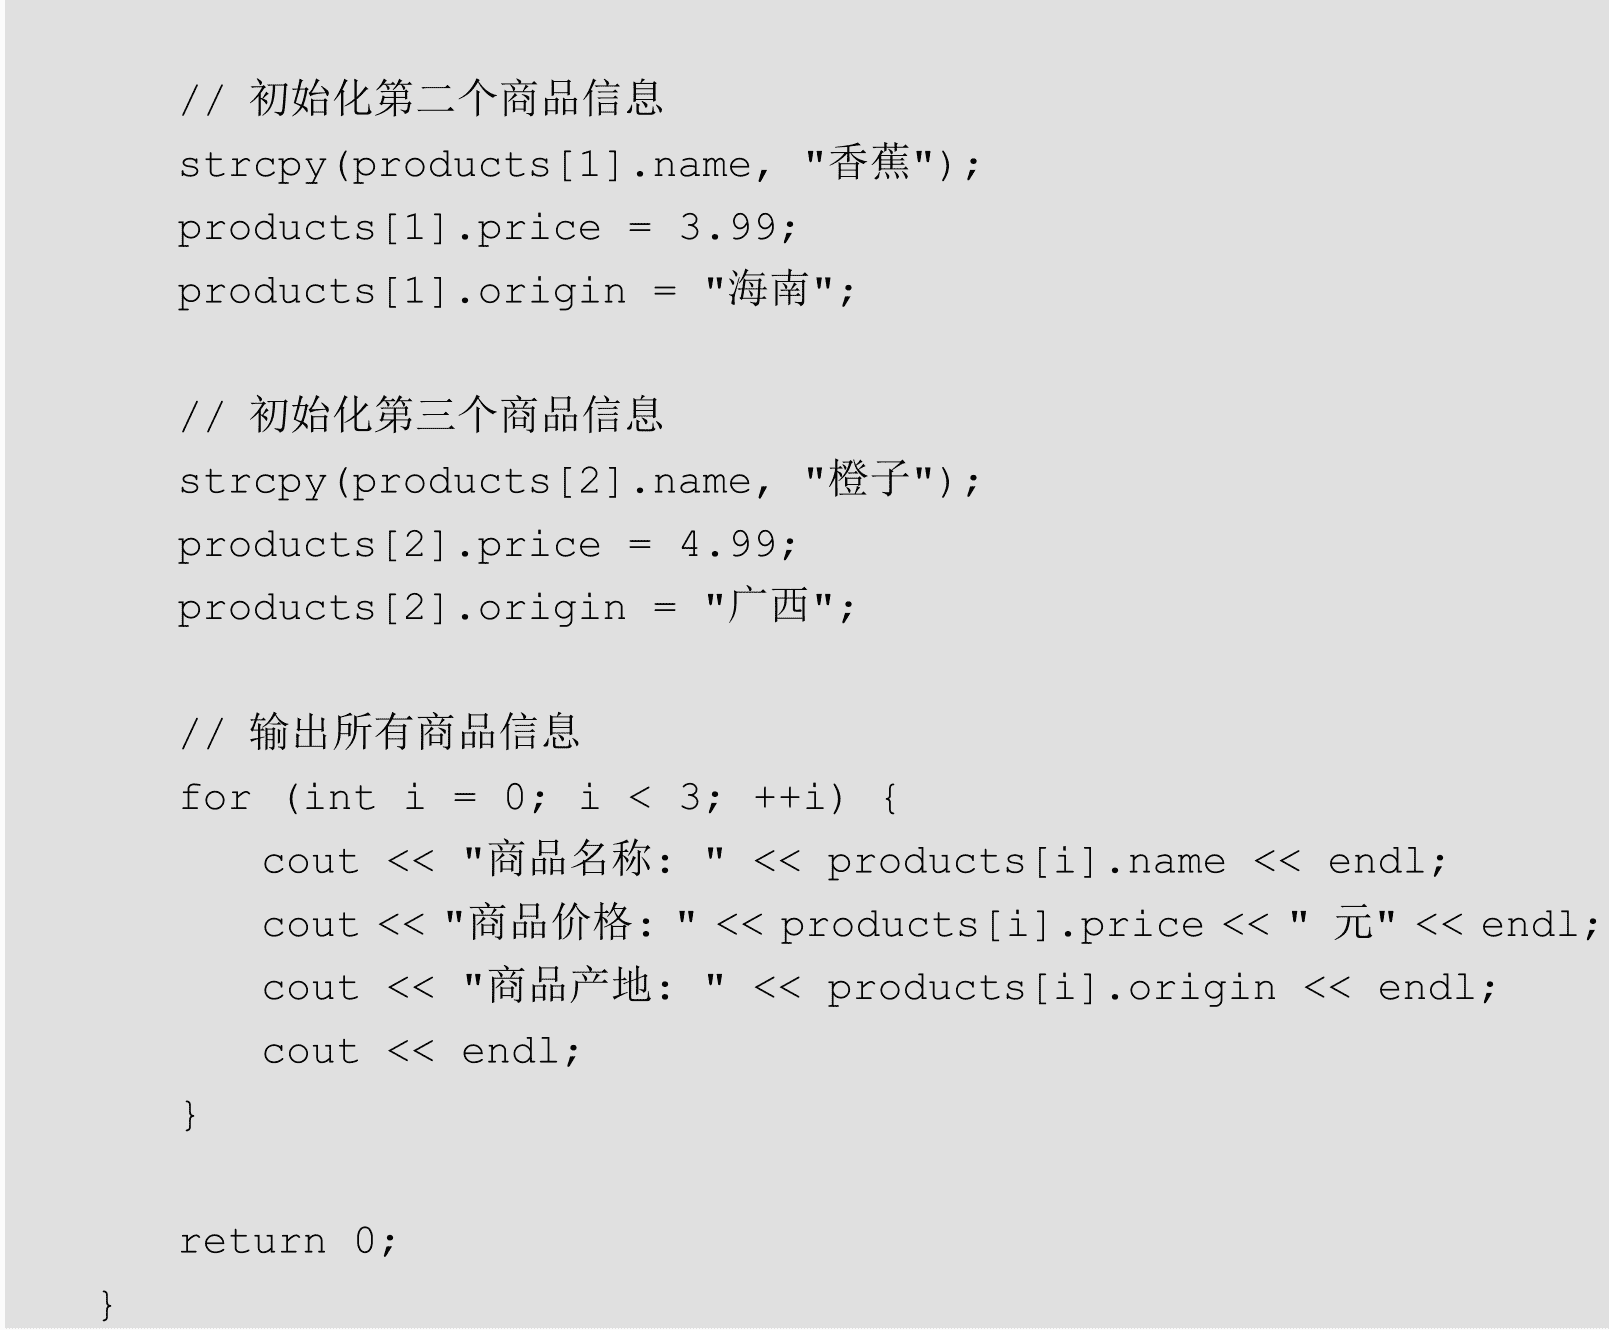 // 初始化第二个商品信息
strcpy(products[1].name, "香蕉");
products[1].price = 3.99;
products[1].origin = "海南";
// 初始化第三个商品信息
strcpy(products[2].name, "橙子");
products[2].price = 4.99;
products[2].origin = "广西";
// 输出所有商品信息
for (int i = 0; i < 3; ++i) {
cout << "商品名称: " << products[i].name << endl;
cout << "商品价格: " << products[i].price << " 元" << endl;
cout << "商品产地: " << products[i].origin << endl;
cout << endl;
}
return 0;
}